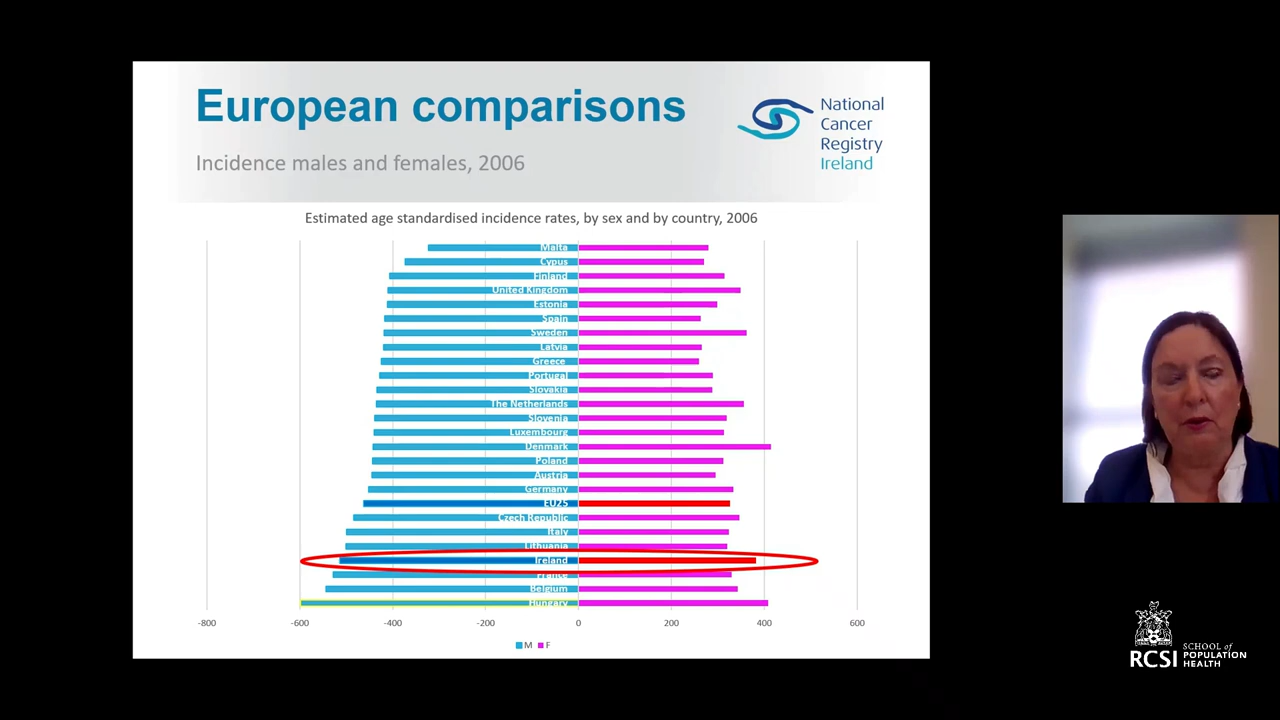 European comparisons
Incidence males and females, 2006
National
Cancer
Registry
Ireland
Estimated age standardised incidence rates, by sex and by country, 2006
Malta
Cypus
Finland
United Kingdom
Estonia
Spain
Sweden
Latvia
Greece
Portugal
Slovakia
The Netherlands
Slovenia
Luxembourg
Denmark
Poland
Austria
Germany
EU25
Czech Republic
Italy
Lithuania
Ireland
France
Belgium
Hungary
-800 -600 -400 -200 0 200 400 600
M F
RCSI
SCHOOL of
POPULATION
HEALTH